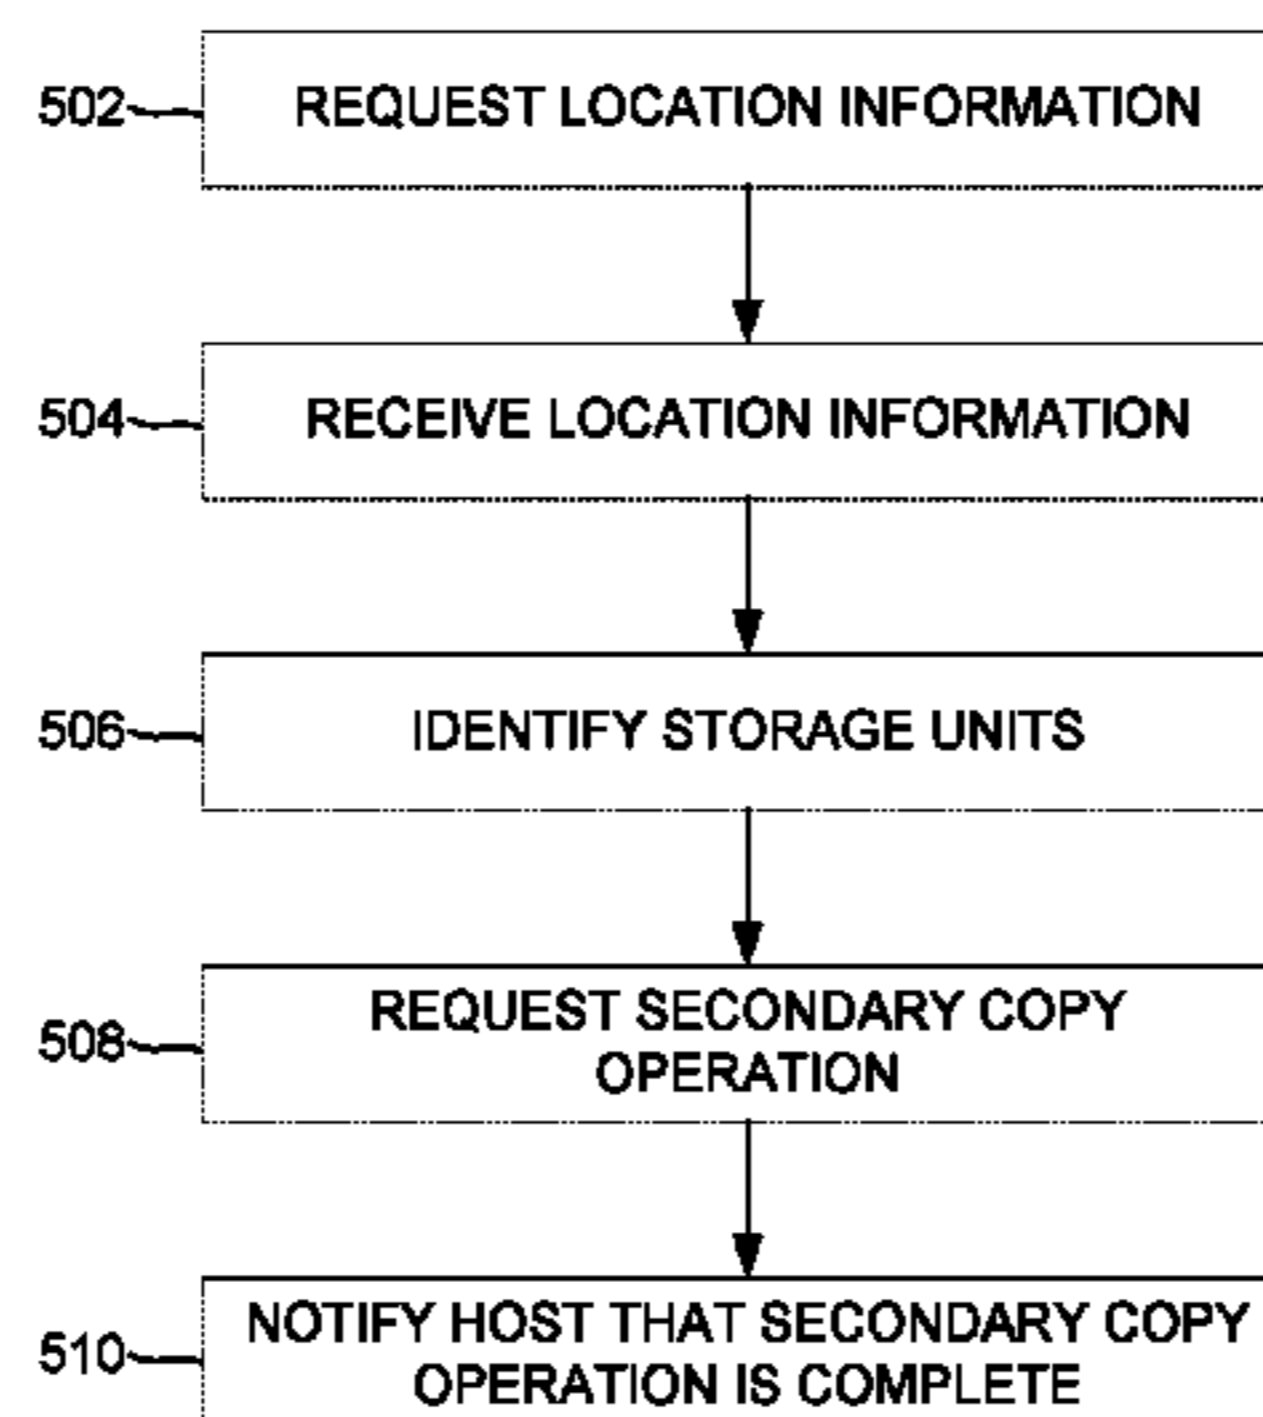 502
REQUEST LOCATION INFORMATION
504
RECEIVE LOCATION INFORMATION
506
IDENTIFY STORAGE UNITS
508
REQUEST SECONDARY COPY
OPERATION
510
NOTIFY HOST THAT SECONDARY COPY
OPERATION IS COMPLETE